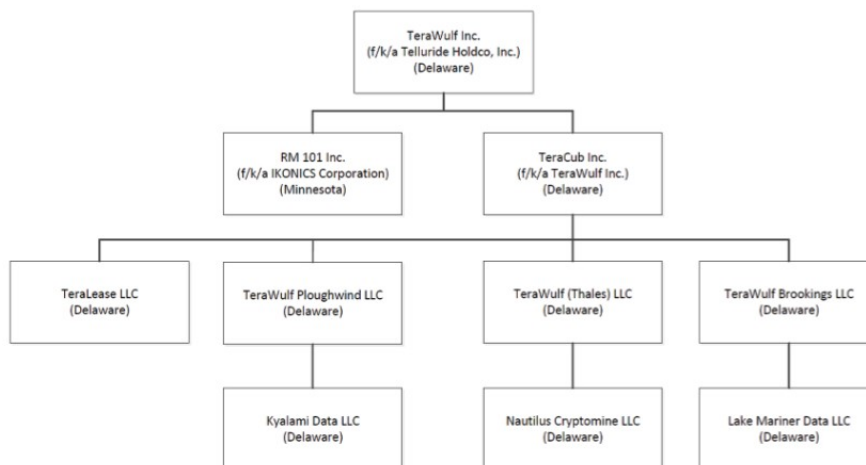 TeraWulf Inc.
(f/k/a Telluride Holdco, Inc.)
(Delaware)
RM 101 Inc.
(f/k/a IKONICS Corporation)
(Minnesota)
TeraCub Inc.
(f/k/a TeraWulf Inc.)
(Delaware)
TeraLease LLC
(Delaware)
TeraWulf Ploughwind LLC
(Delaware)
TeraWulf (Thales) LLC
(Delaware)
TeraWulf Brookings LLC
(Delaware)
Kyalami Data LLC
(Delaware)
Nautilus Cryptomine LLC
(Delaware)
Lake Mariner Data LLC
(Delaware)